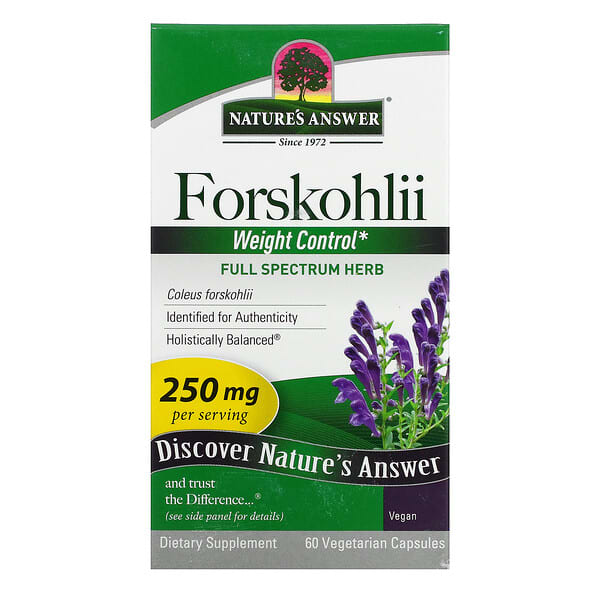 NATURE'S ANSWER®
Since 1972
Forskohlii
Weight Control*
FULL SPECTRUM HERB
Coleus forskohlii
Identified for Authenticity
Holistically Balanced®
250 mg
per serving
Discover Nature's Answer
and trust
the Difference...®
(see side panel for details)
Vegan
Dietary Supplement
60 Vegetarian Capsules